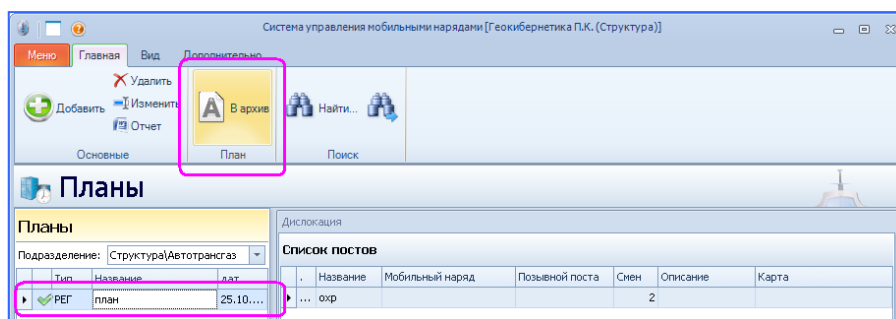 Система управления мобильными нарядами [Геокибернетика П.К. (Структура)]
Меню Главная Вид Дополнительно
Добавить
Удалить
Изменить
Отчет
Основные
A В архив
План
Найти...
Поиск
Планы
Планы
Подразделение: Структура\Автотрансгаз
Тип Название дат
РЕГ план 25.10....
Дислокация
Список постов
. Название Мобильный наряд Позывной поста Смен Описание Карта
... охр 2